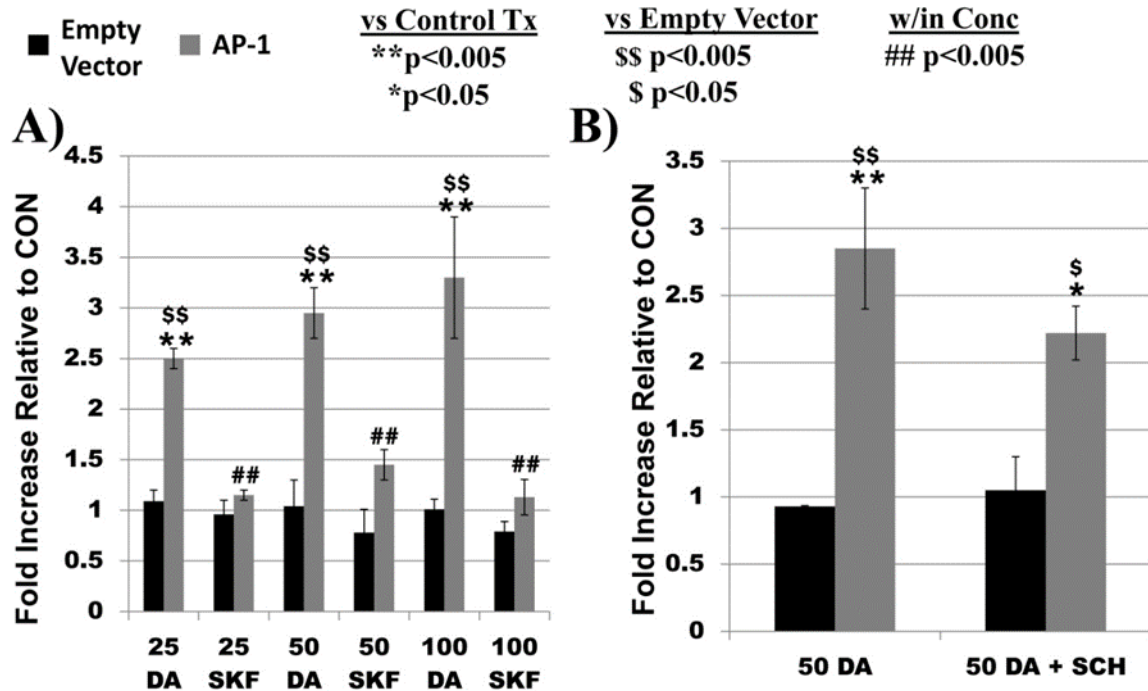 Empty Vector
AP-1
vs Control Tx
**p<0.005
*p<0.05
vs Empty Vector
$$ p<0.005
$ p<0.05
w/in Conc
## p<0.005
A)
Fold Increase Relative to CON
4.5
4
3.5
3
2.5
2
1.5
1
0.5
0
$$
**
##
$$
**
##
$$
**
##
25 DA
25 SKF
50 DA
50 SKF
100 DA
100 SKF
B)
Fold Increase Relative to CON
3.5
3
2.5
2
1.5
1
0.5
0
$$
**
$
*
50 DA
50 DA + SCH